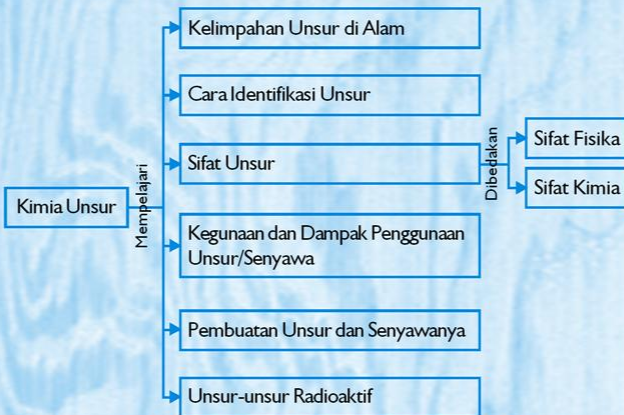 Kimia Unsur
Mempelajari
Kelimpahan Unsur di Alam
Cara Identifikasi Unsur
Sifat Unsur
Dibedakan
Sifat Fisika
Sifat Kimia
Kegunaan dan Dampak Penggunaan
Unsur/Senyawa
Pembuatan Unsur dan Senyawanya
Unsur-unsur Radioaktif